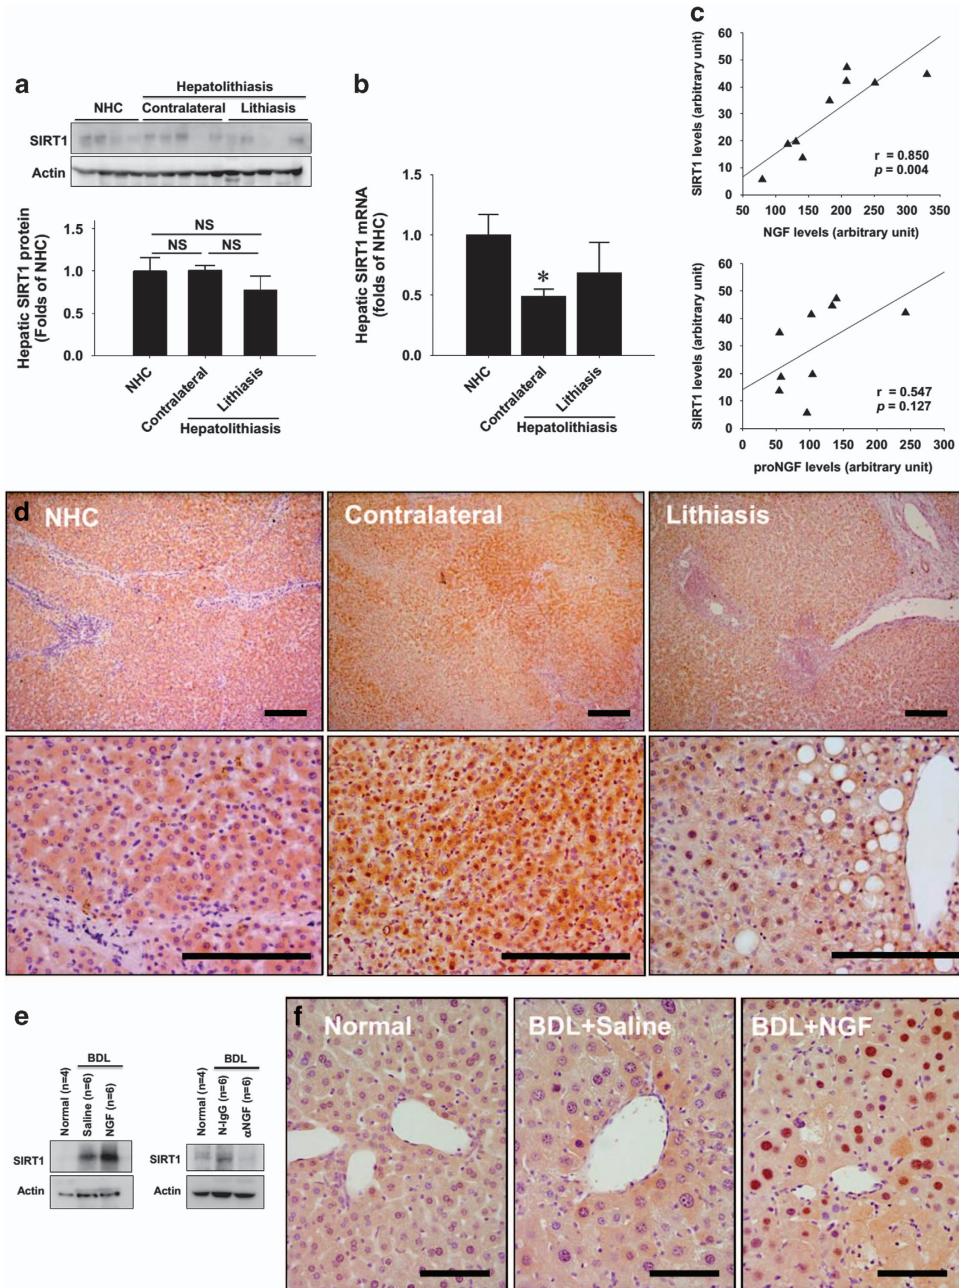 a
Hepatolithiasis
NHC Contralateral Lithiasis
SIRT1
Actin
Hepatic SIRT1 protein
(Folds of NHC)
1.5
1.0
0.5
0.0
NS
NS NS
NHC
Contralateral
Lithiasis
Hepatolithiasis
b
Hepatic SIRT1 mRNA
(folds of NHC)
1.5
1.0
0.5
0.0
*
NHC
Contralateral
Lithiasis
Hepatolithiasis
c
SIRT1 levels (arbitrary unit)
60
50
40
30
20
10
0
r = 0.850
p = 0.004
50 100 150 200 250 300 350
NGF levels (arbitrary unit)
SIRT1 levels (arbitrary unit)
60
50
40
30
20
10
0
r = 0.547
p = 0.127
0 50 100 150 200 250 300
proNGF levels (arbitrary unit)
d
NHC
Contralateral
Lithiasis
e
BDL
Normal (n=4)
Saline (n=6)
NGF (n=6)
SIRT1
Actin
BDL
Normal (n=4)
N-IgG (n=6)
αNGF (n=6)
SIRT1
Actin
f
Normal
BDL+Saline
BDL+NGF